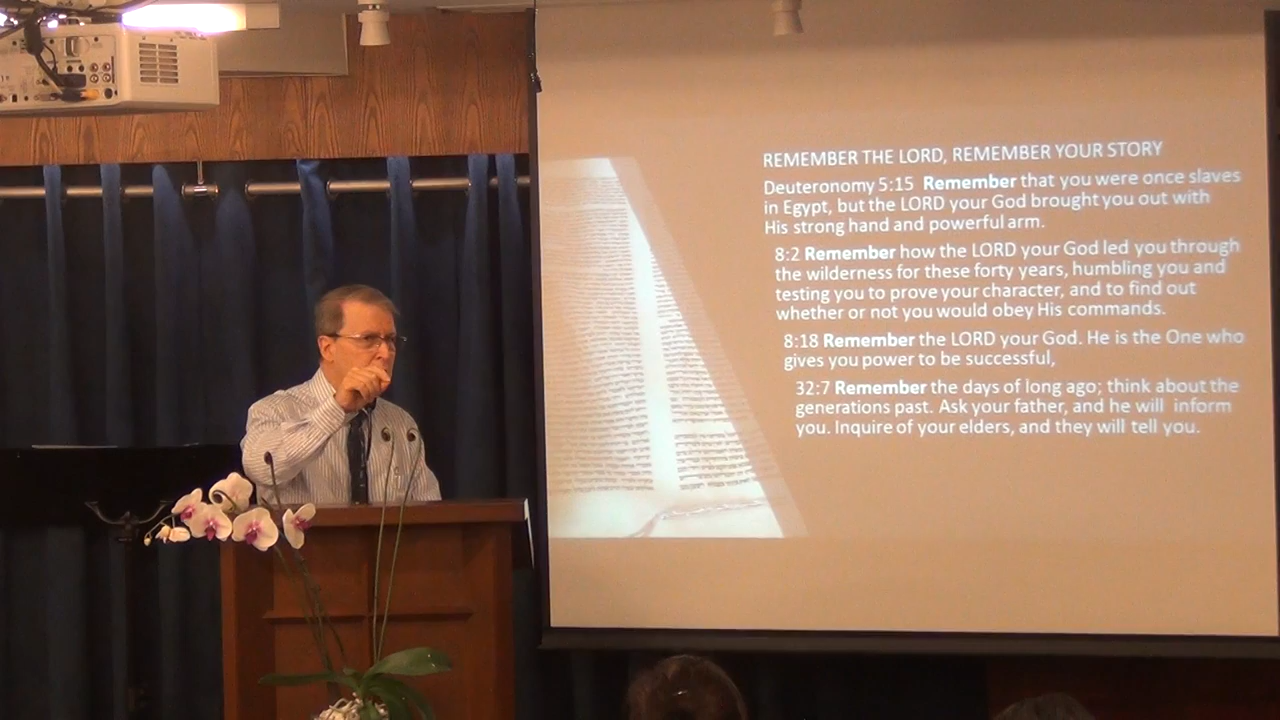 REMEMBER THE LORD, REMEMBER YOUR STORY
Deuteronomy 5:15 Remember that you were once slaves
in Egypt, but the LORD your God brought you out with
His strong hand and powerful arm.
8:2 Remember how the LORD your God led you through
the wilderness for these forty years, humbling you and
testing you to prove your character, and to find out
whether or not you would obey His commands.
8:18 Remember the LORD your God. He is the One who
gives you power to be successful,
32:7 Remember the days of long ago; think about the
generations past. Ask your father, and he will inform
you. Inquire of your elders, and they will tell you.